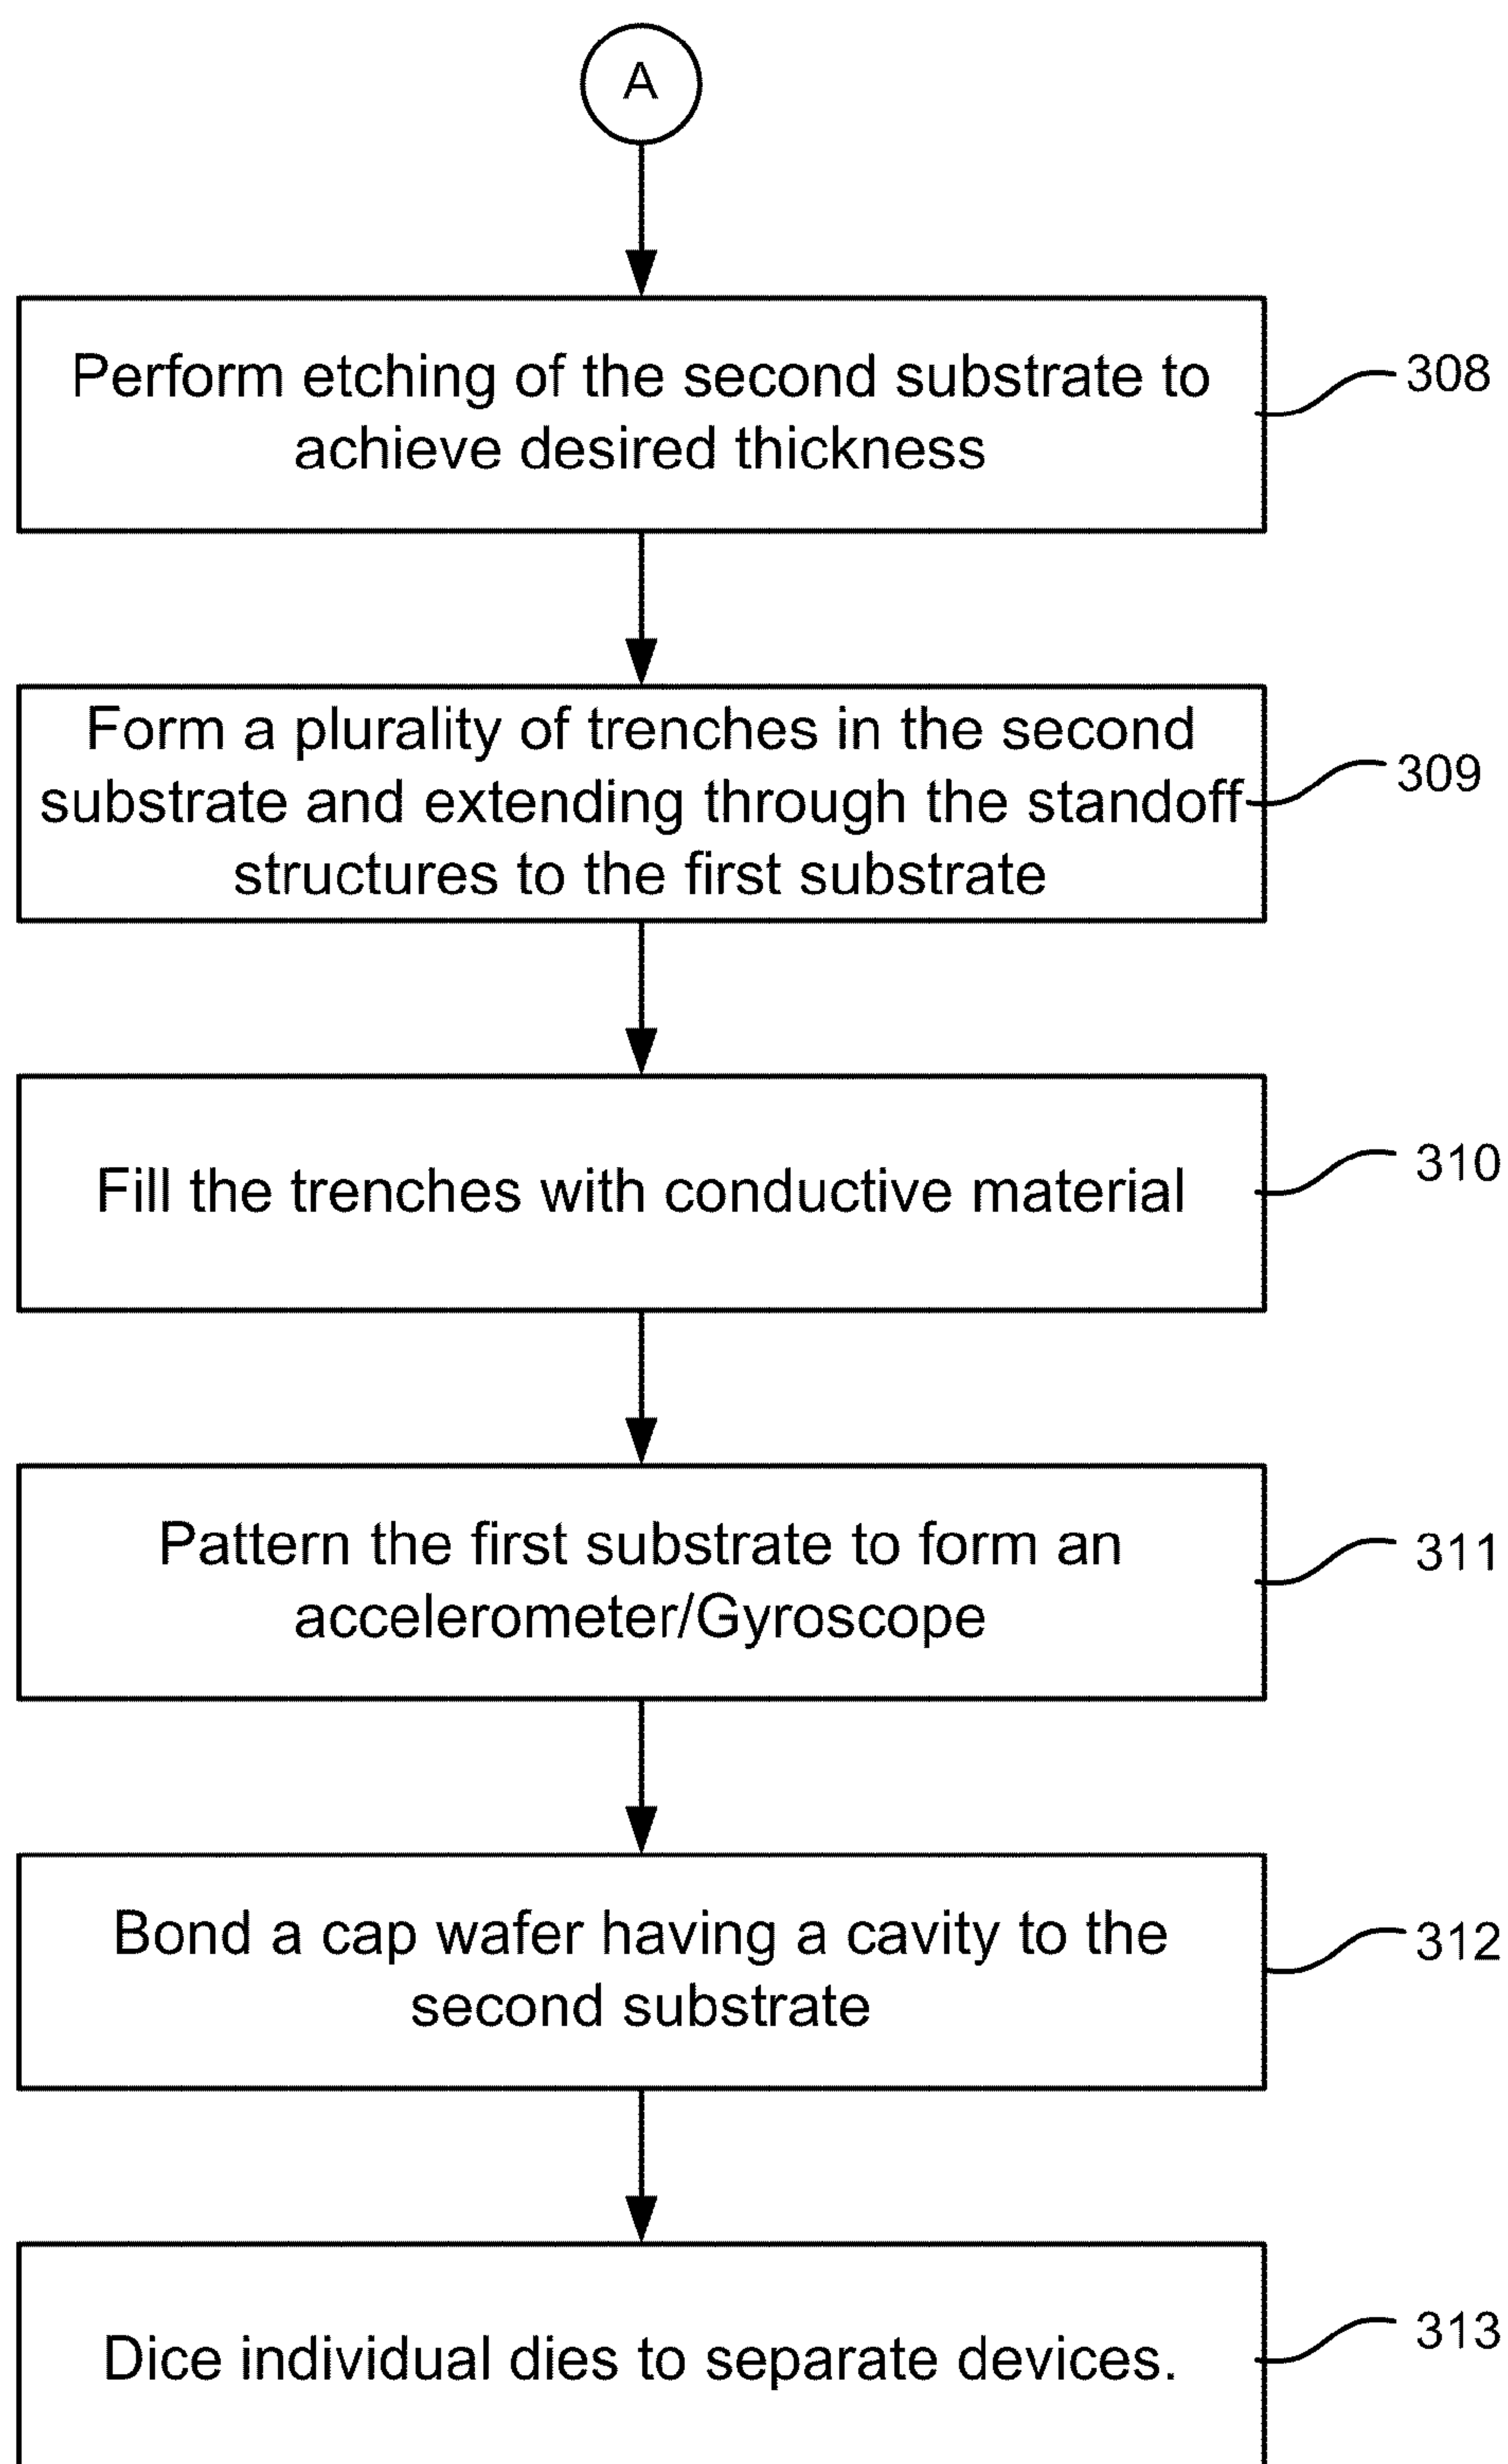 A
Perform etching of the second substrate to
achieve desired thickness
308
Form a plurality of trenches in the second
substrate and extending through the standoff
structures to the first substrate
309
Fill the trenches with conductive material
310
Pattern the first substrate to form an
accelerometer/Gyroscope
311
Bond a cap wafer having a cavity to the
second substrate
312
Dice individual dies to separate devices.
313